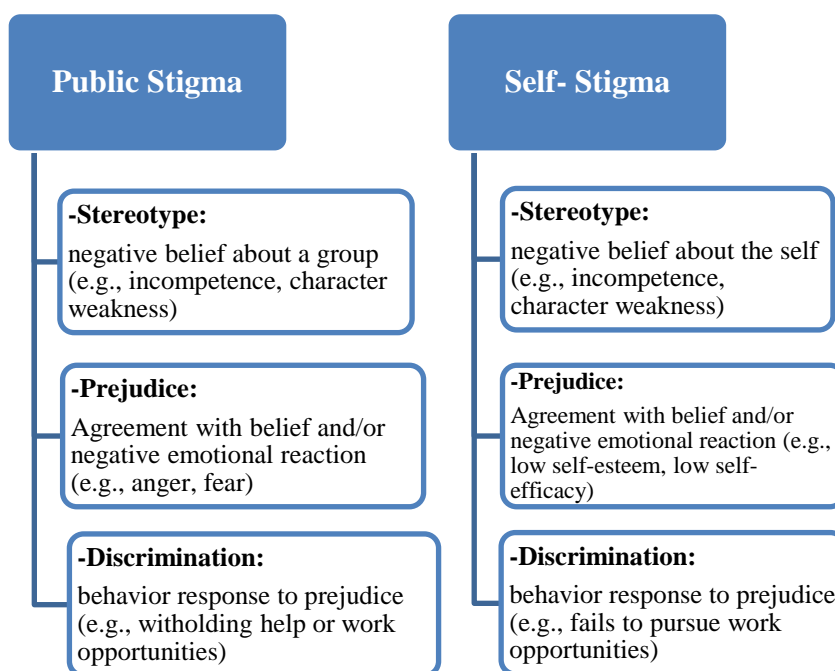 Public Stigma
-Stereotype:
negative belief about a group
(e.g., incompetence, character
weakness)
-Prejudice:
Agreement with belief and/or
negative emotional reaction
(e.g., anger, fear)
-Discrimination:
behavior response to prejudice
(e.g., witholding help or work
opportunities)
Self- Stigma
-Stereotype:
negative belief about the self
(e.g., incompetence,
character weakness)
-Prejudice:
Agreement with belief and/or
negative emotional reaction (e.g.,
low self-esteem, low self-
efficacy)
-Discrimination:
behavior response to prejudice
(e.g., fails to pursue work
opportunities)